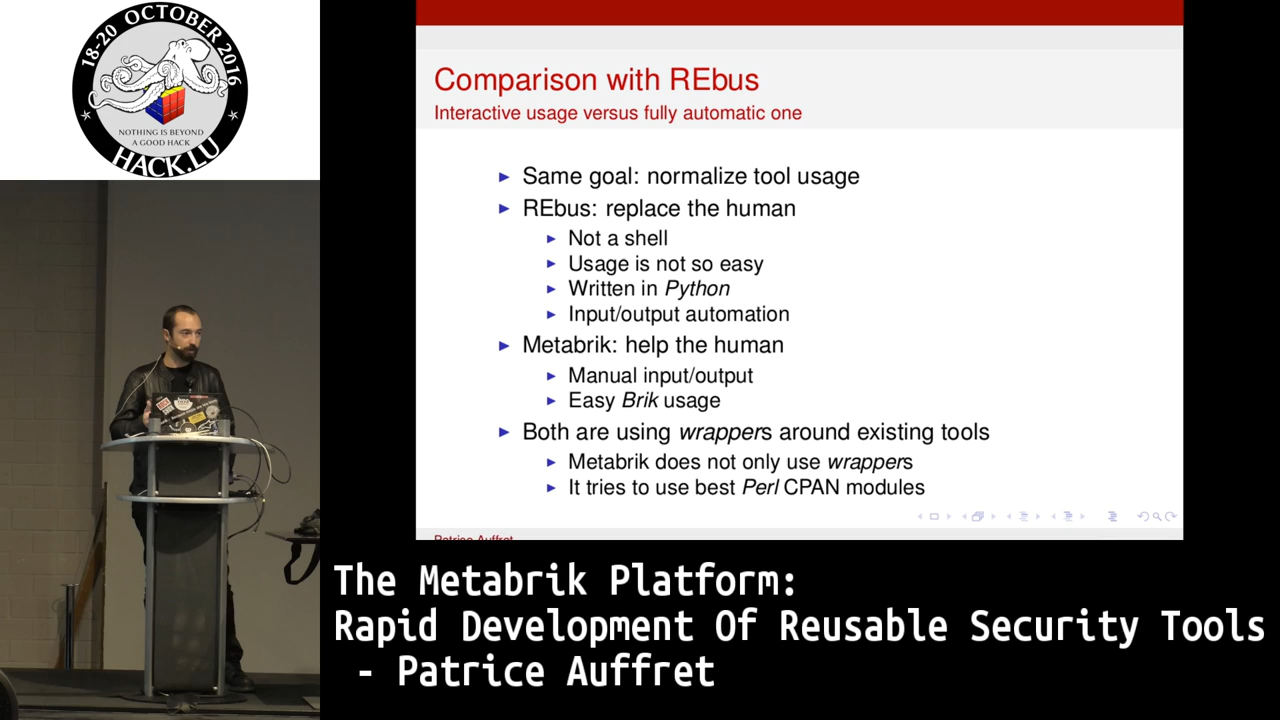 18-20 OCTOBER 2016
NOTHING IS BEYOND
A GOOD HACK
HACK.LU
Comparison with REbus
Interactive usage versus fully automatic one
Same goal: normalize tool usage
REbus: replace the human
Not a shell
Usage is not so easy
Written in Python
Input/output automation
Metabrik: help the human
Manual input/output
Easy Brik usage
Both are using wrappers around existing tools
Metabrik does not only use wrappers
It tries to use best Perl CPAN modules
Patrice Auffret
The Metabrik Platform:
Rapid Development Of Reusable Security Tools
- Patrice Auffret